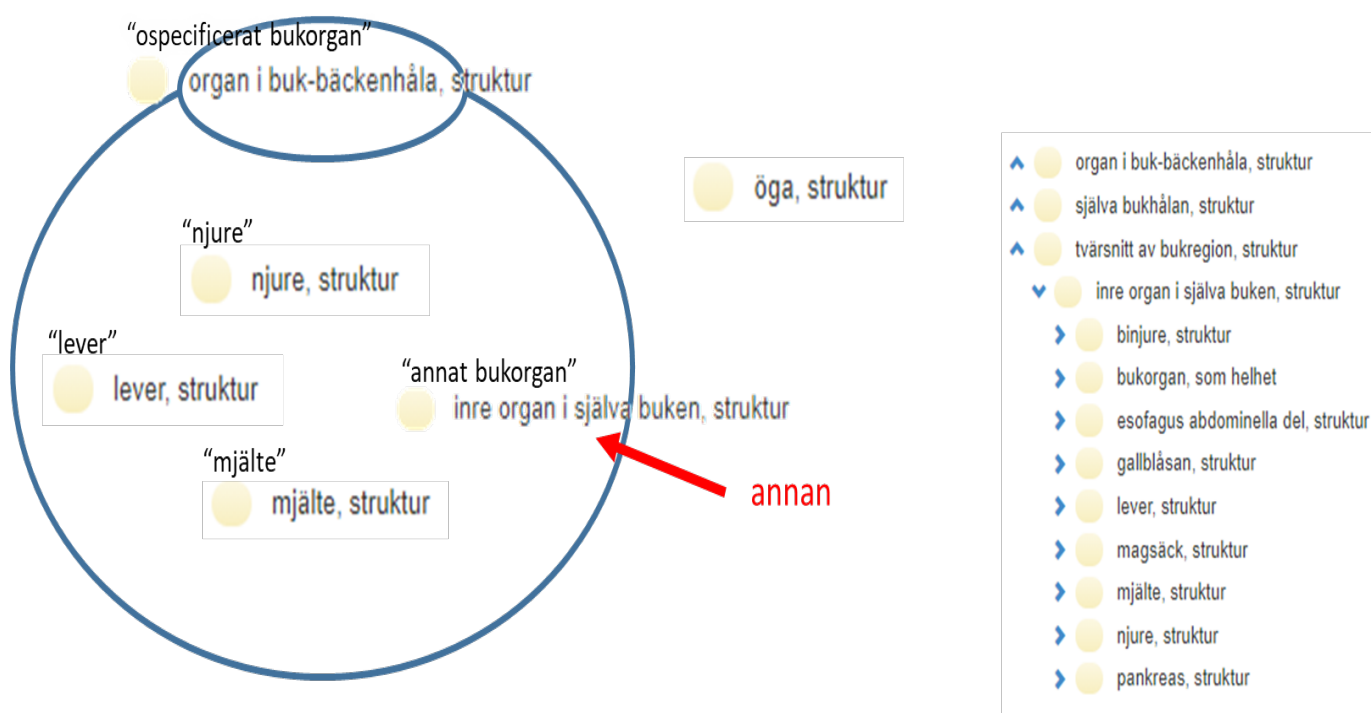 “ospecificerat bukorgan”
organ i buk-bäckenhåla, struktur
öga, struktur
“njure”
njure, struktur
“lever”
lever, struktur
“annat bukorgan”
inre organ i själva buken, struktur
“mjälte”
mjälte, struktur
annan
organ i buk-bäckenhåla, struktur
själva bukhålan, struktur
tvärsnitt av bukregion, struktur
inre organ i själva buken, struktur
binjure, struktur
bukorgan, som helhet
esofagus abdominella del, struktur
gallblåsan, struktur
lever, struktur
magsäck, struktur
mjälte, struktur
njure, struktur
pankreas, struktur